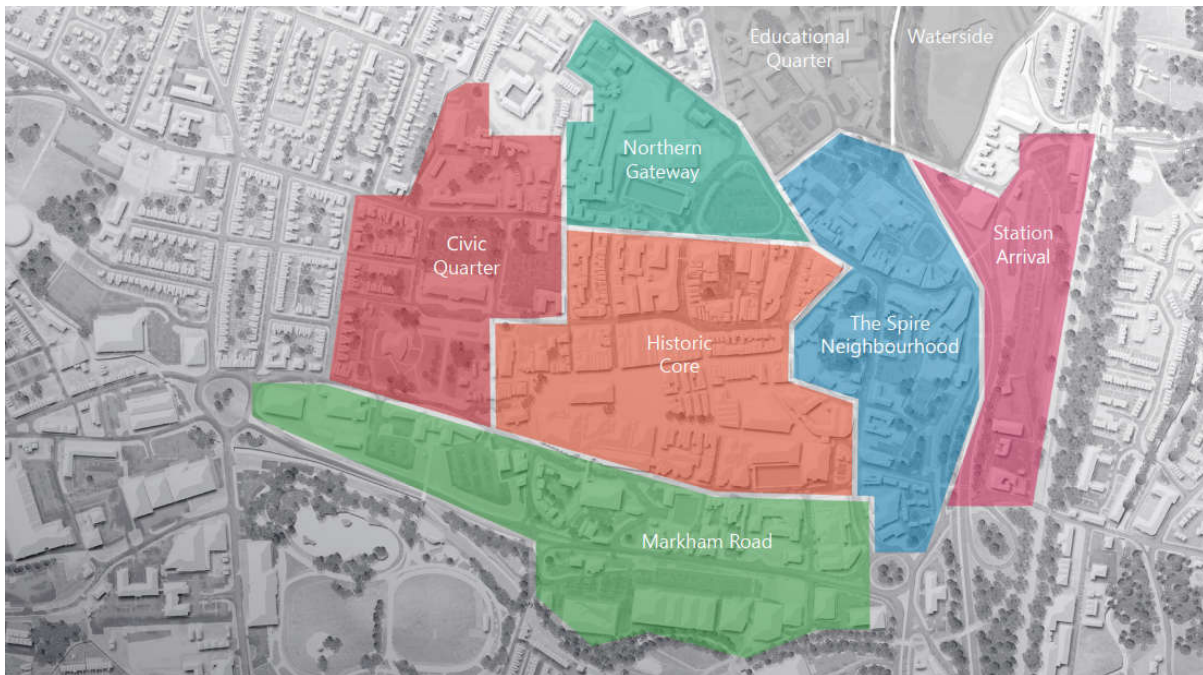 Educational
Quarter
Waterside
Northern
Gateway
Civic
Quarter
Station
Arrival
Historic
Core
The Spire
Neighbourhood
Markham Road